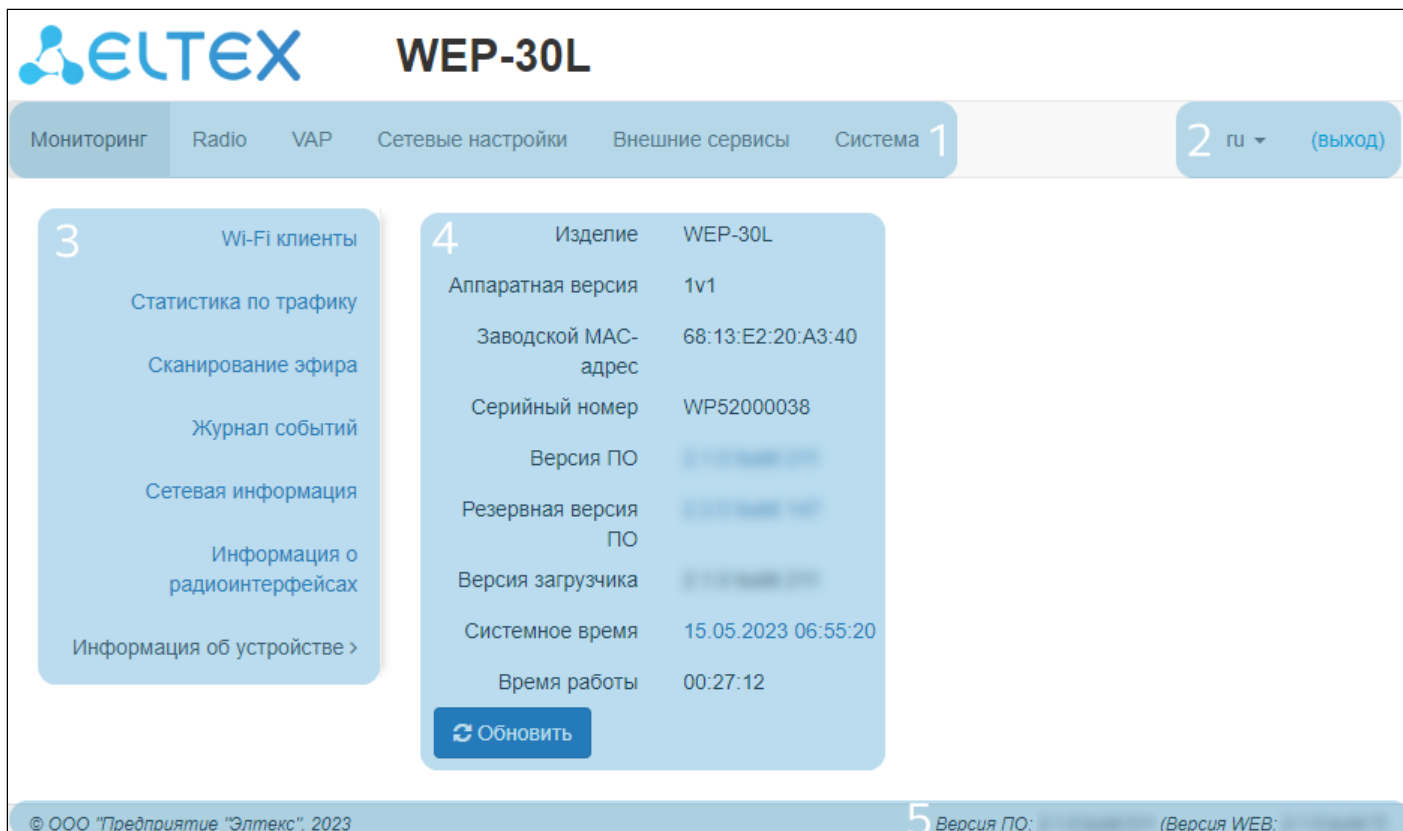 ELTEX WEP-30L
Мониторинг Radio VAP Сетевые настройки Внешние сервисы Система 1 2 ru (выход)
3
Wi-Fi клиенты
Статистика по трафику
Сканирование эфира
Журнал событий
Сетевая информация
Информация о
радиоинтерфейсах
Информация об устройстве >
4
Изделие WEP-30L
Аппаратная версия 1v1
Заводской MAC- 68:13:E2:20:A3:40
адрес
Серийный номер WP52000038
Версия ПО
Резервная версия
ПО
Версия загрузчика
Системное время 15.05.2023 06:55:20
Время работы 00:27:12
Обновить
© ООО "Предприятие "Элтекс", 2023 5 Версия ПО: (Версия WEB: